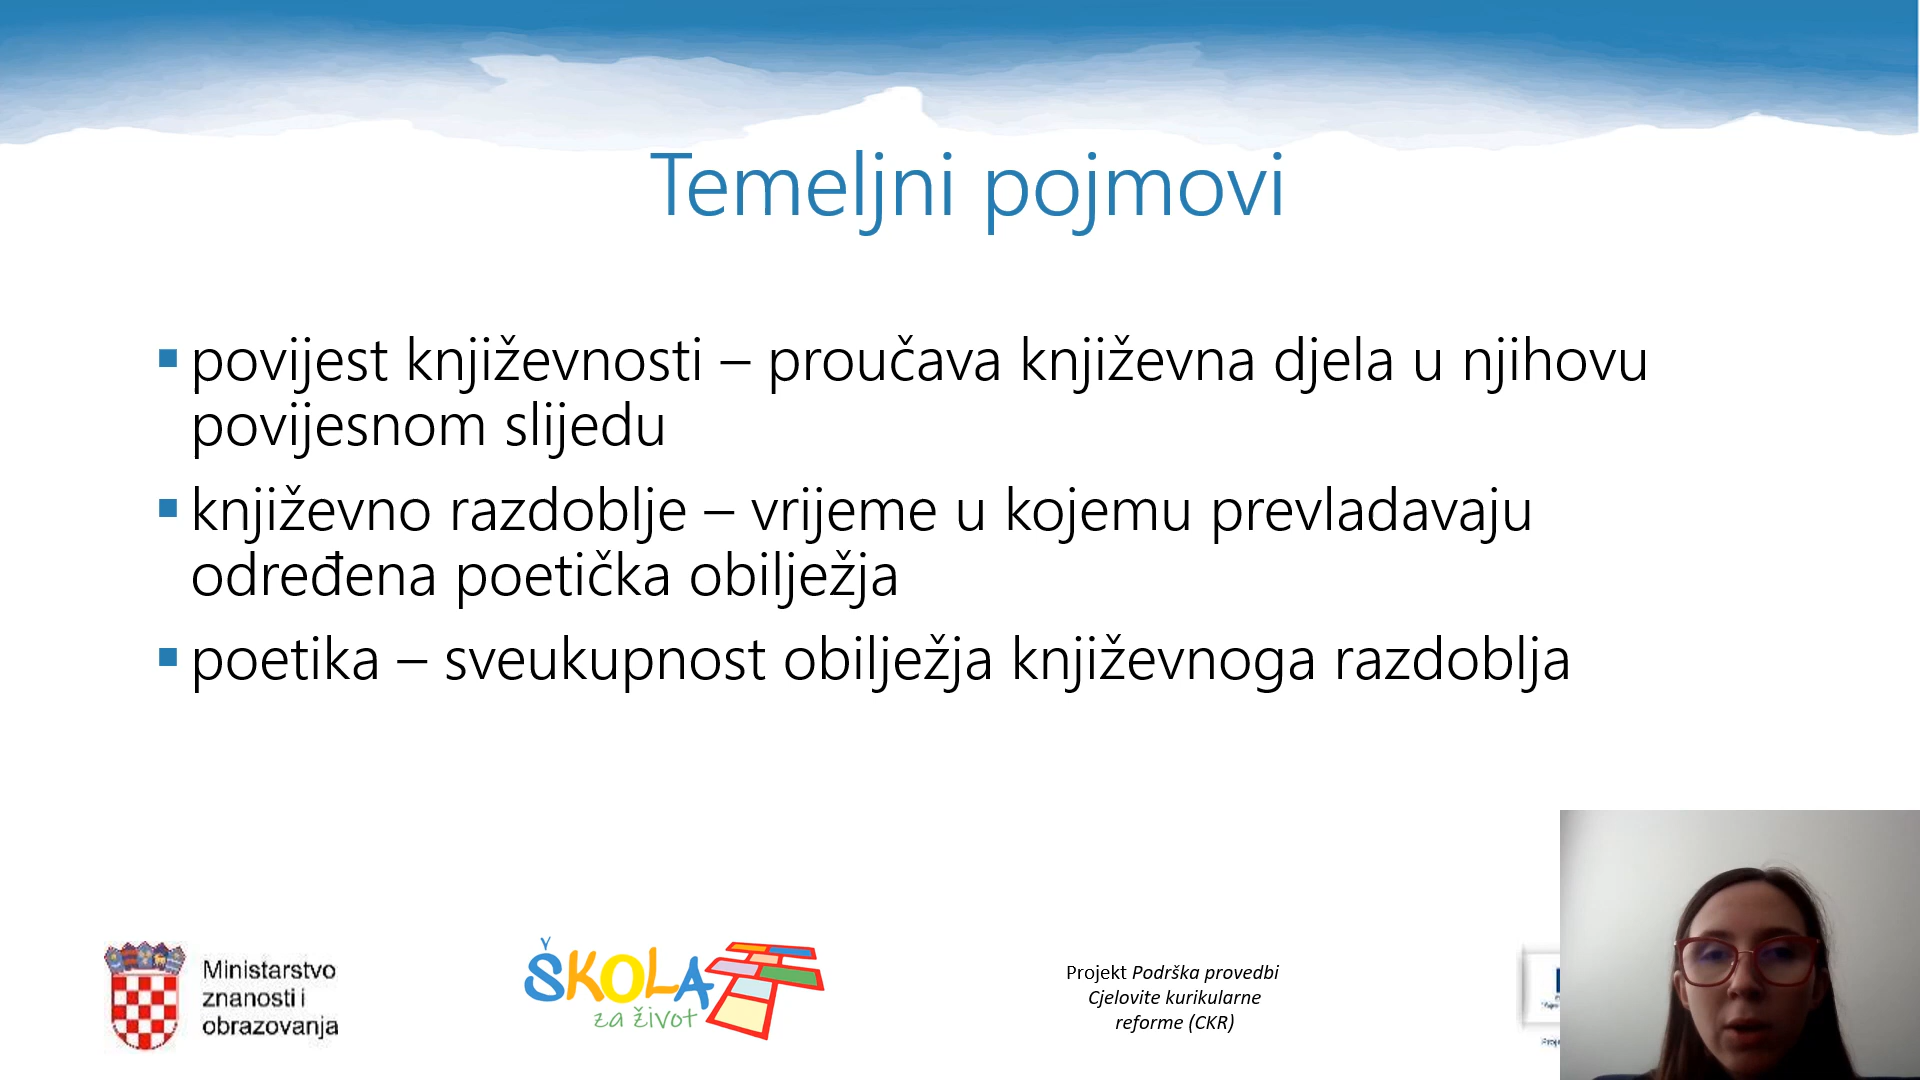 Temeljni pojmovi
povijest književnosti – proučava književna djela u njihovu
povijesnom slijedu
književno razdoblje – vrijeme u kojemu prevladavaju
određena poetička obilježja
poetika – sveukupnost obilježja književnoga razdoblja
Ministarstvo
znanosti i
obrazovanja
ŠKOLA
za život
Projekt Podrška provedbi
Cjelovite kurikularne
reforme (CKR)